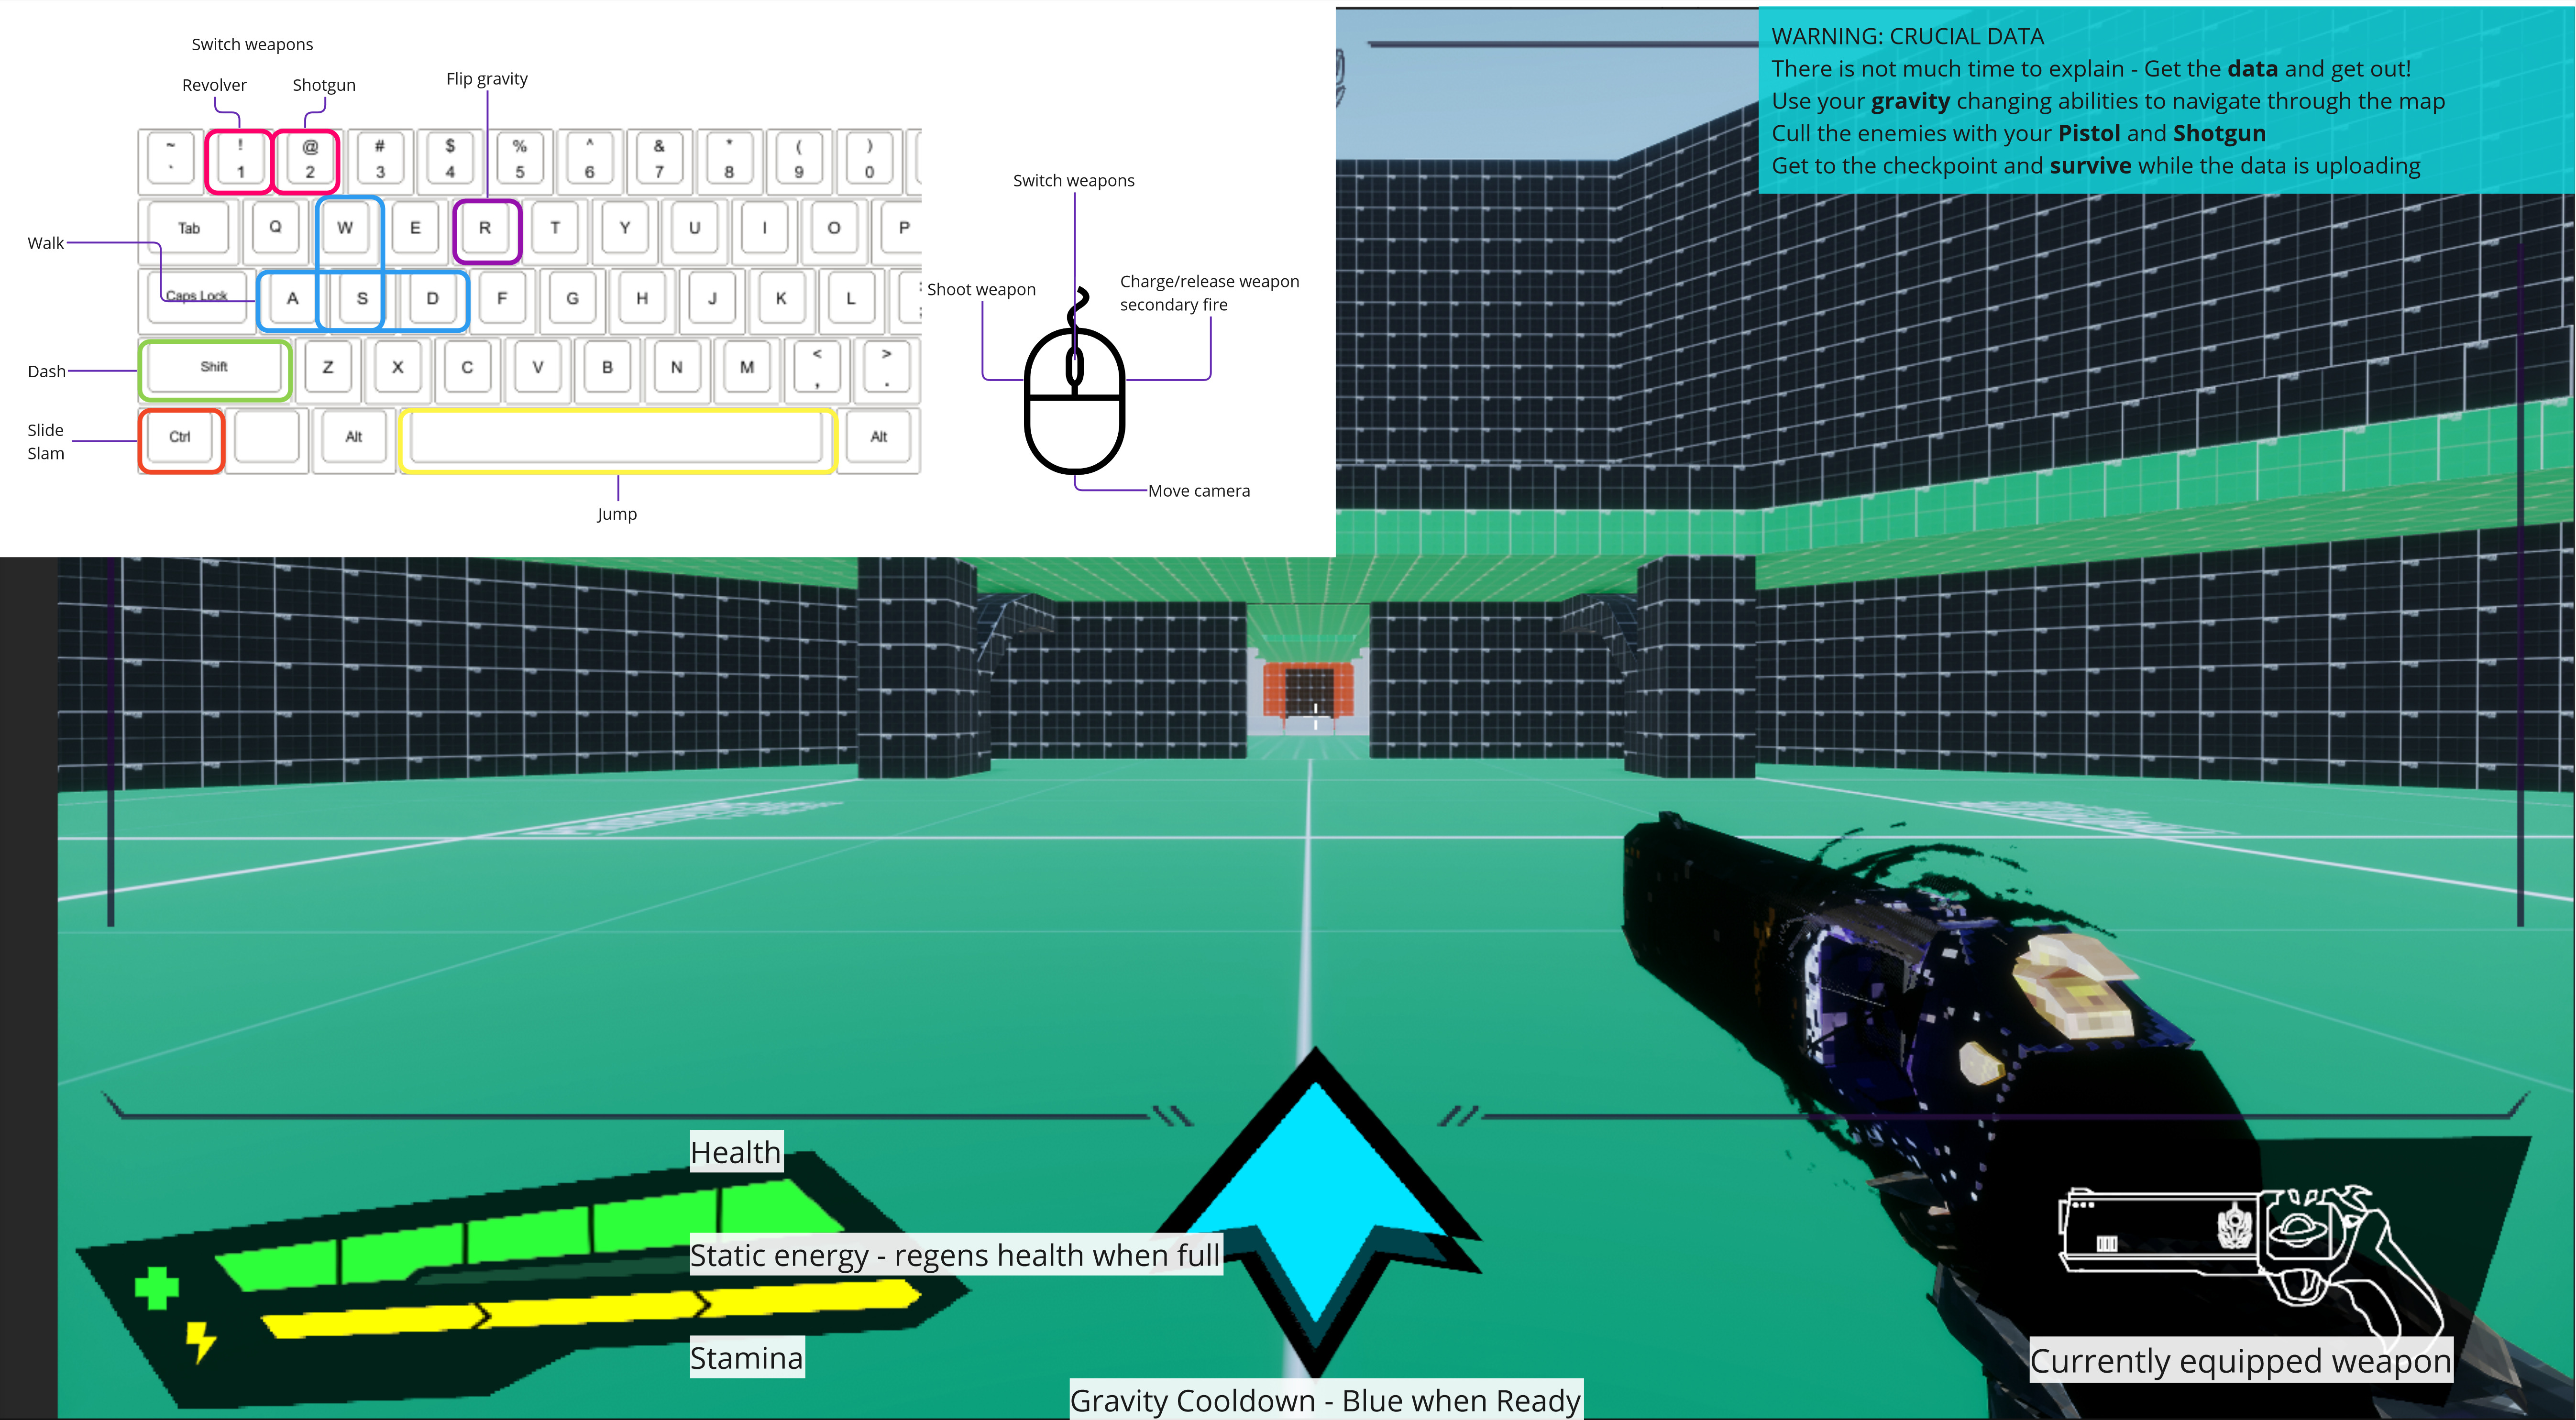 Switch weapons
Revolver
Shotgun
Flip gravity
~ ! @ # $ % ^ & * ( )
` 1 2 3 4 5 6 7 8 9 0
Tab Q W E R T Y U I O P
Walk
Caps Lock A S D F G H J K L
Dash
Shift Z X C V B N M < , > .
Slide
Slam
Ctrl Alt Alt
Jump
Switch weapons
Shoot weapon
Charge/release weapon
secondary fire
Move camera
WARNING: CRUCIAL DATA
There is not much time to explain - Get the data and get out!
Use your gravity changing abilities to navigate through the map
Cull the enemies with your Pistol and Shotgun
Get to the checkpoint and survive while the data is uploading
Health
Static energy - regens health when full
Stamina
Gravity Cooldown - Blue when Ready
Currently equipped weapon